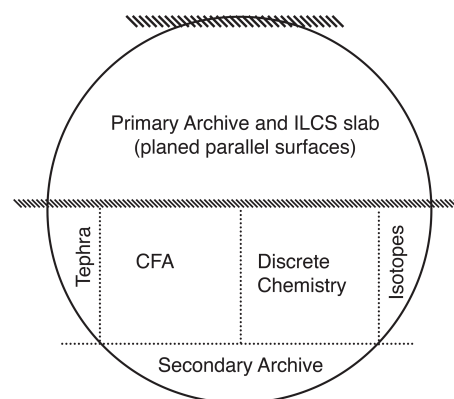 Primary Archive and ILCS slab
(planed parallel surfaces)
Tephra
CFA
Discrete
Chemistry
Isotopes
Secondary Archive